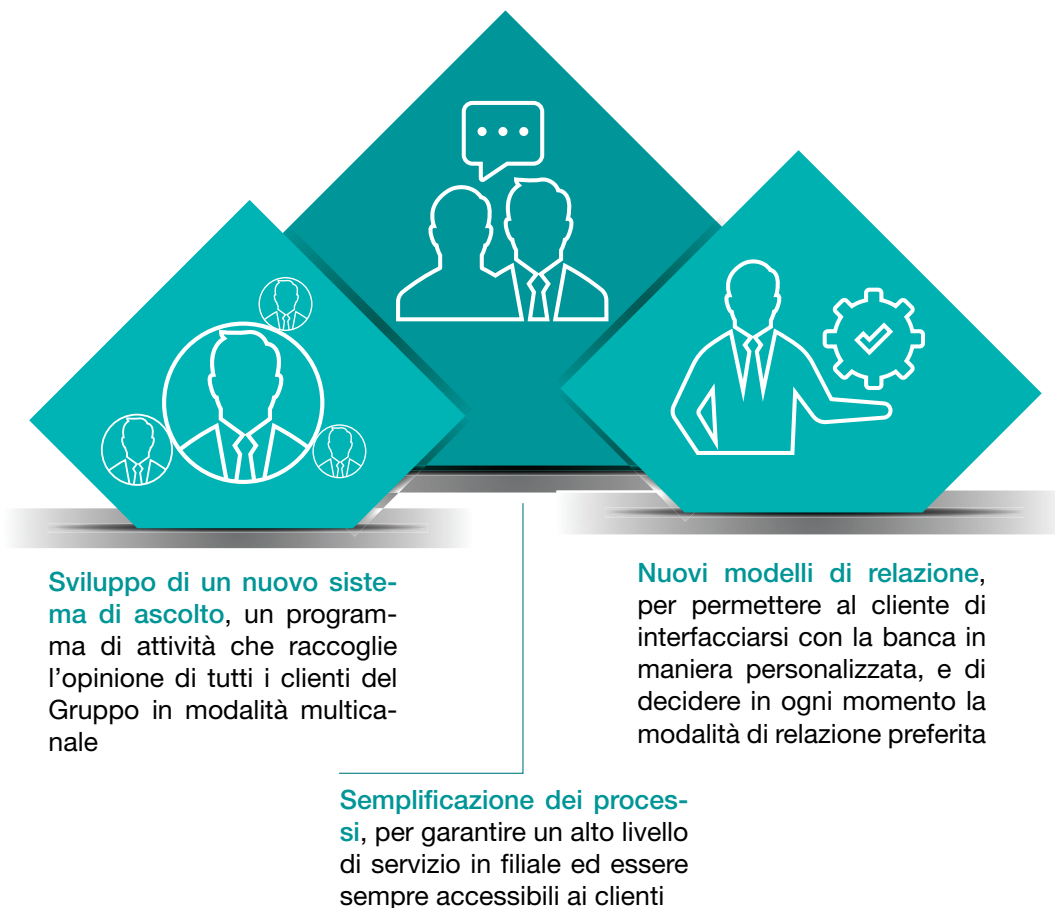 Sviluppo di un nuovo siste-
ma di ascolto, un program-
ma di attività che raccoglie
l’opinione di tutti i clienti del
Gruppo in modalità multica-
nale
Nuovi modelli di relazione,
per permettere al cliente di
interfacciarsi con la banca in
maniera personalizzata, e di
decidere in ogni momento la
modalità di relazione preferita
Semplificazione dei proces-
si, per garantire un alto livello
di servizio in filiale ed essere
sempre accessibili ai clienti